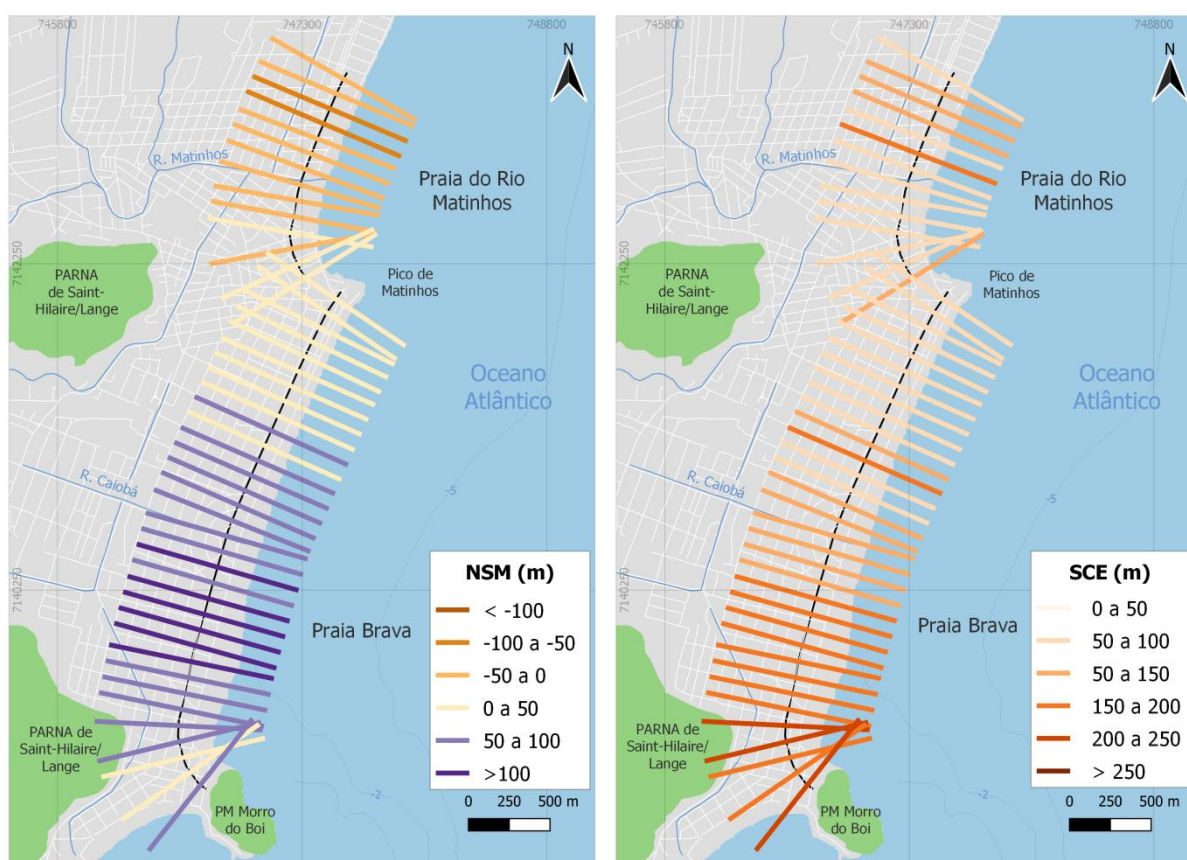 745800
747300
748800
N
R. Matinhos
Praia do Rio
Matinhos
7142250
PARNA
de Saint-
Hilaire/Lange
Pico de
Matinhos
Oceano
Atlântico
R. Caiobá
-5
7140250
Praia Brava
PARNA de
Saint-Hilaire/
Lange
-2
PM Morro
do Boi
NSM (m)
< -100
-100 a -50
-50 a 0
0 a 50
50 a 100
>100
0 250 500 m
745800
747300
748800
N
R. Matinhos
Praia do Rio
Matinhos
7142250
PARNA
de Saint-
Hilaire/Lange
Pico de
Matinhos
Oceano
Atlântico
R. Caiobá
-5
7140250
Praia Brava
PARNA de
Saint-Hilaire/
Lange
-2
PM Morro
do Boi
SCE (m)
0 a 50
50 a 100
50 a 150
150 a 200
200 a 250
> 250
0 250 500 m